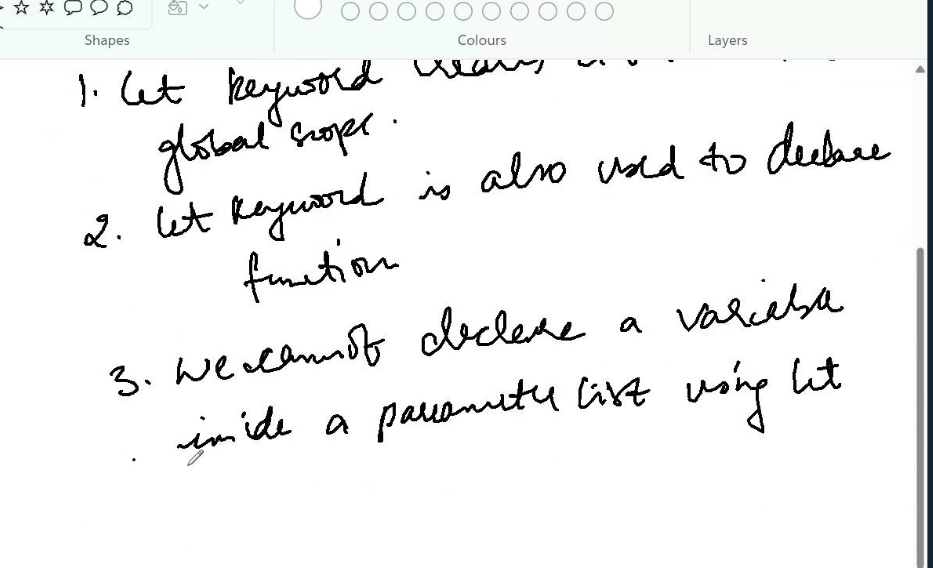 Shapes Colours Layers
1. let keyword
global scope.
2. let keyword is also used to declare
function
3. We cannot declare a variable
inside a parameter list using let